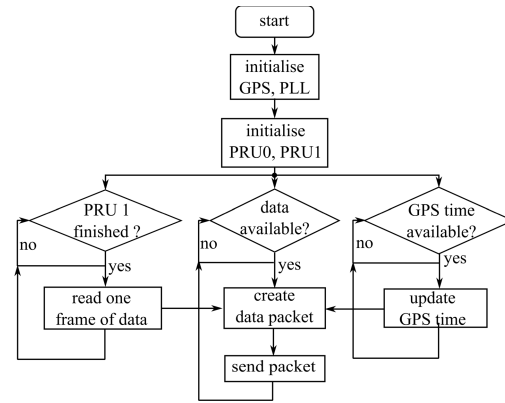 start
initialise
GPS, PLL
initialise
PRU0, PRU1
PRU 1
finished ?
data
available?
GPS time
available?
no
no
no
yes
yes
yes
read one
frame of data
create
data packet
update
GPS time
send packet